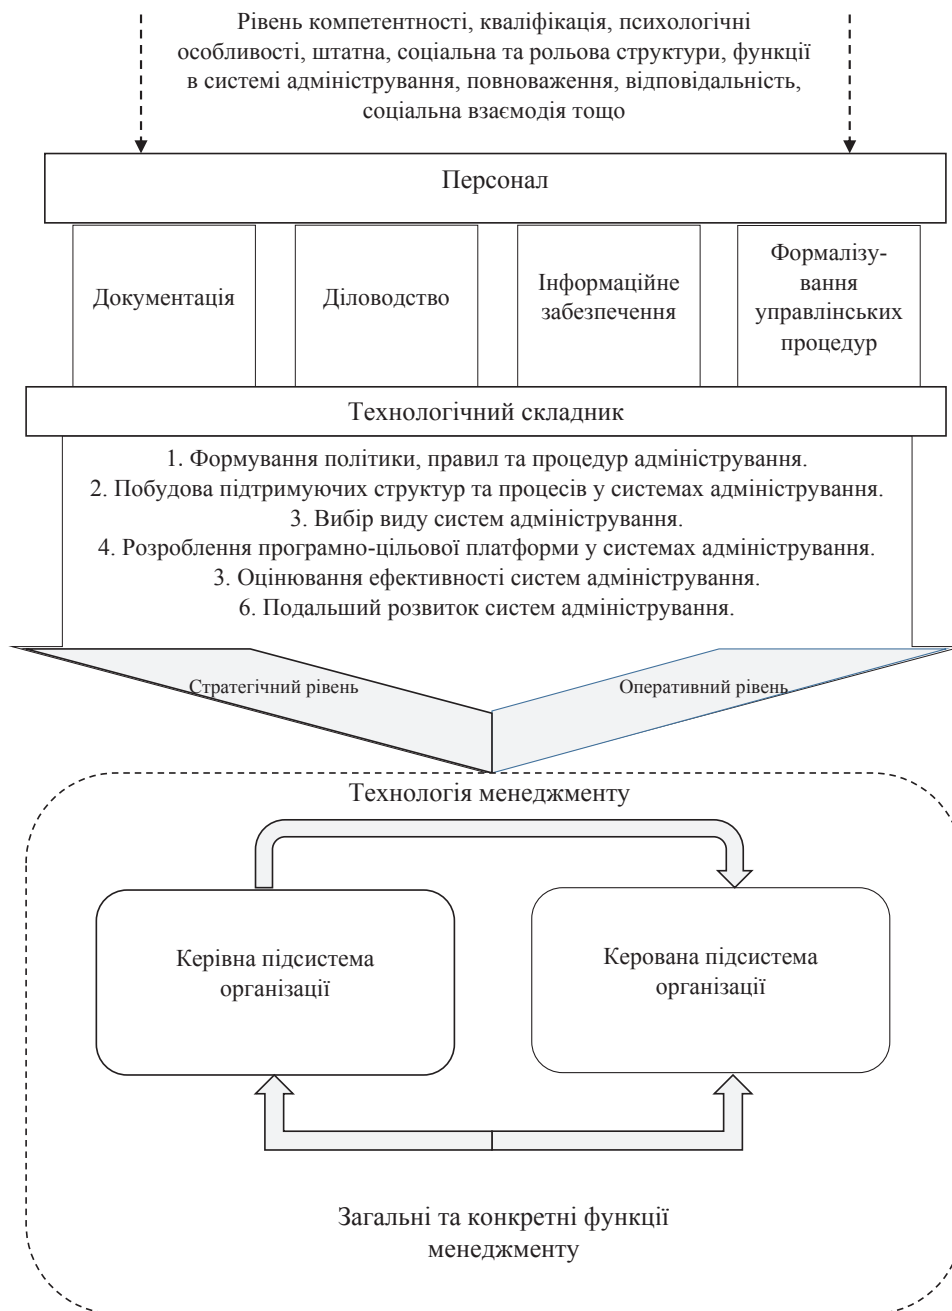 Рівень компетентності, кваліфікація, психологічні
особливості, штатна, соціальна та рольова структури, функції
в системі адміністрування, повноваження, відповідальність,
соціальна взаємодія тощо
Персонал
Документація
Діловодство
Інформаційне
забезпечення
Формалізу-
вання
управлінських
процедур
Технологічний складник
1. Формування політики, правил та процедур адміністрування.
2. Побудова підтримуючих структур та процесів у системах адміністрування.
3. Вибір виду систем адміністрування.
4. Розроблення програмно-цільової платформи у системах адміністрування.
3. Оцінювання ефективності систем адміністрування.
6. Подальший розвиток систем адміністрування.
Стратегічний рівень
Оперативний рівень
Технологія менеджменту
Керівна підсистема
організації
Керована підсистема
організації
Загальні та конкретні функції
менеджменту